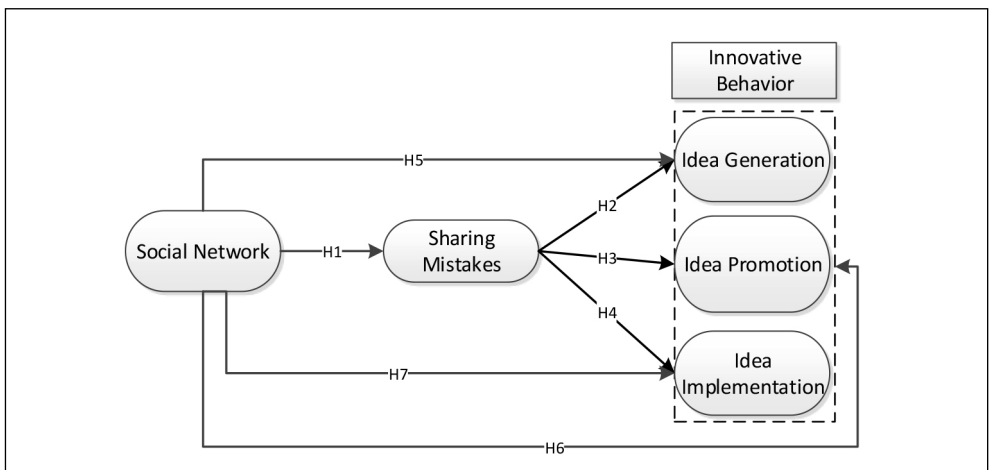 Innovative
Behavior
Idea Generation
H5
H2
Social Network
H1
Sharing
Mistakes
H3
Idea Promotion
H4
H7
Idea
Implementation
H6